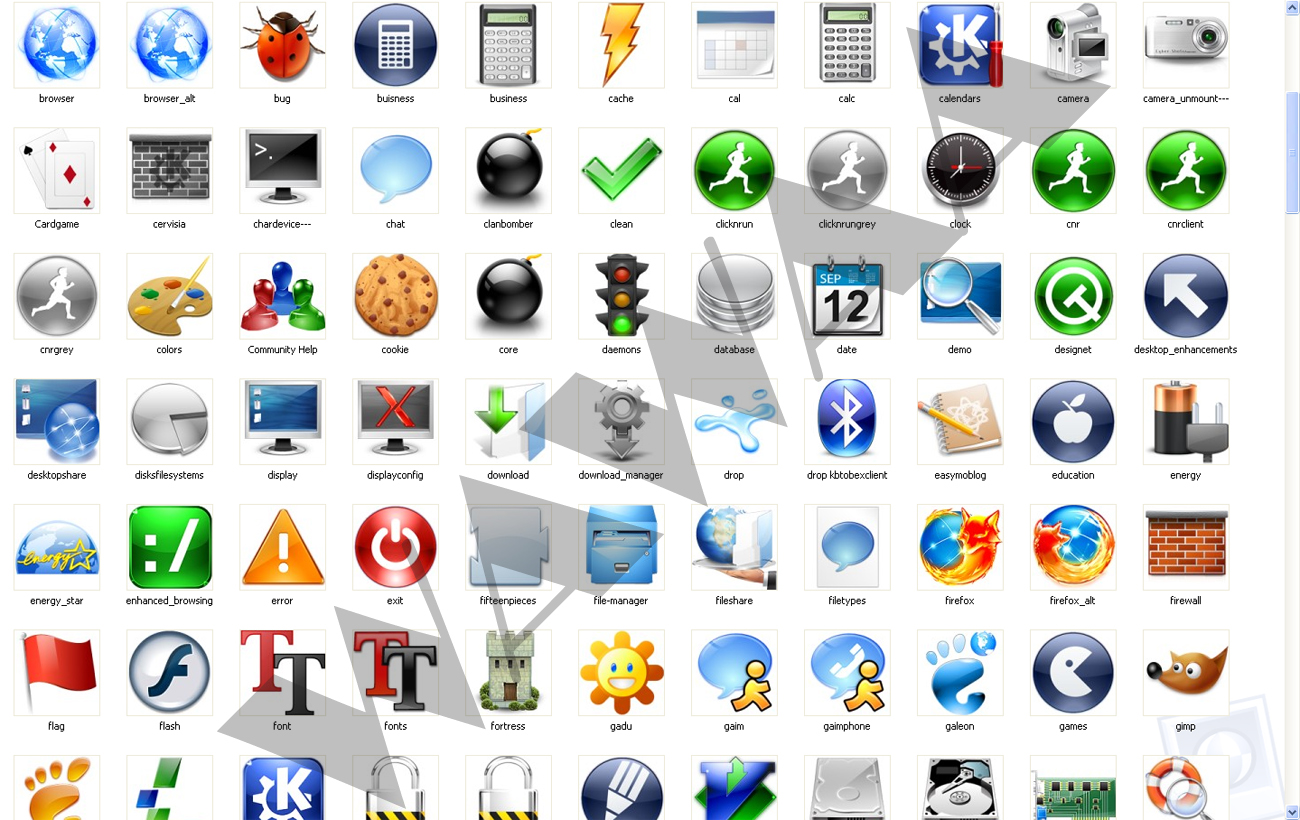 browser browser_alt bug buisness business cache cal calc calendars camera camera_unmount---
>_
Cardgame cervisia chardevice--- chat clanbomber clean clicknrun clicknrungrey clock cnr cnrclient
SEP
12
cnrgrey colors Community Help cookie core daemons database date demo designet desktop_enhancements
desktopshare disksfilesystems display displayconfig download download_manager drop drop kbtobexclient easymoblog education energy
energy :/
energy_star enhanced_browsing error exit fifteenpieces file-manager fileshare filetypes firefox firefox_alt firewall
T T T T
flag flash font fonts fortress gadu gaim gaimphone galeon games gimp
K